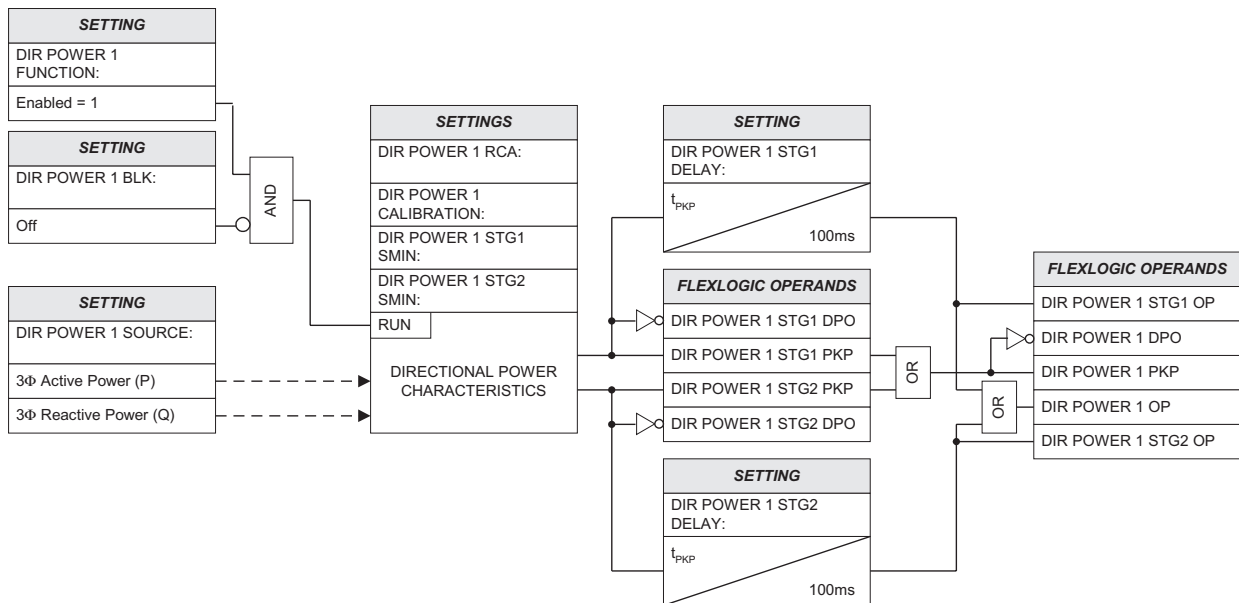 SETTING
DIR POWER 1
FUNCTION:
Enabled = 1
SETTING
DIR POWER 1 BLK:
Off
AND
SETTING
DIR POWER 1 SOURCE:
3Φ Active Power (P)
3Φ Reactive Power (Q)
SETTINGS
DIR POWER 1 RCA:
DIR POWER 1
CALIBRATION:
DIR POWER 1 STG1
SMIN:
DIR POWER 1 STG2
SMIN:
RUN
DIRECTIONAL POWER
CHARACTERISTICS
SETTING
DIR POWER 1 STG1
DELAY:
tPKP
100ms
FLEXLOGIC OPERANDS
DIR POWER 1 STG1 DPO
DIR POWER 1 STG1 PKP
DIR POWER 1 STG2 PKP
DIR POWER 1 STG2 DPO
SETTING
DIR POWER 1 STG2
DELAY:
tPKP
100ms
OR
OR
FLEXLOGIC OPERANDS
DIR POWER 1 STG1 OP
DIR POWER 1 DPO
DIR POWER 1 PKP
DIR POWER 1 OP
DIR POWER 1 STG2 OP